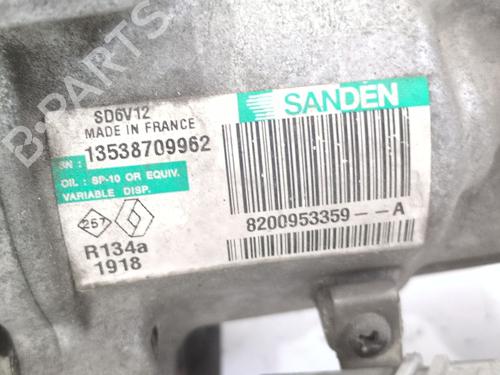 SD6V12
SANDEN
MADE IN FRANCE
SN: 13538709962
OIL : SP-10 OR EQUIV.
VARIABLE DISP.
257
8200953359--A
R134a
1918
B-PARTS